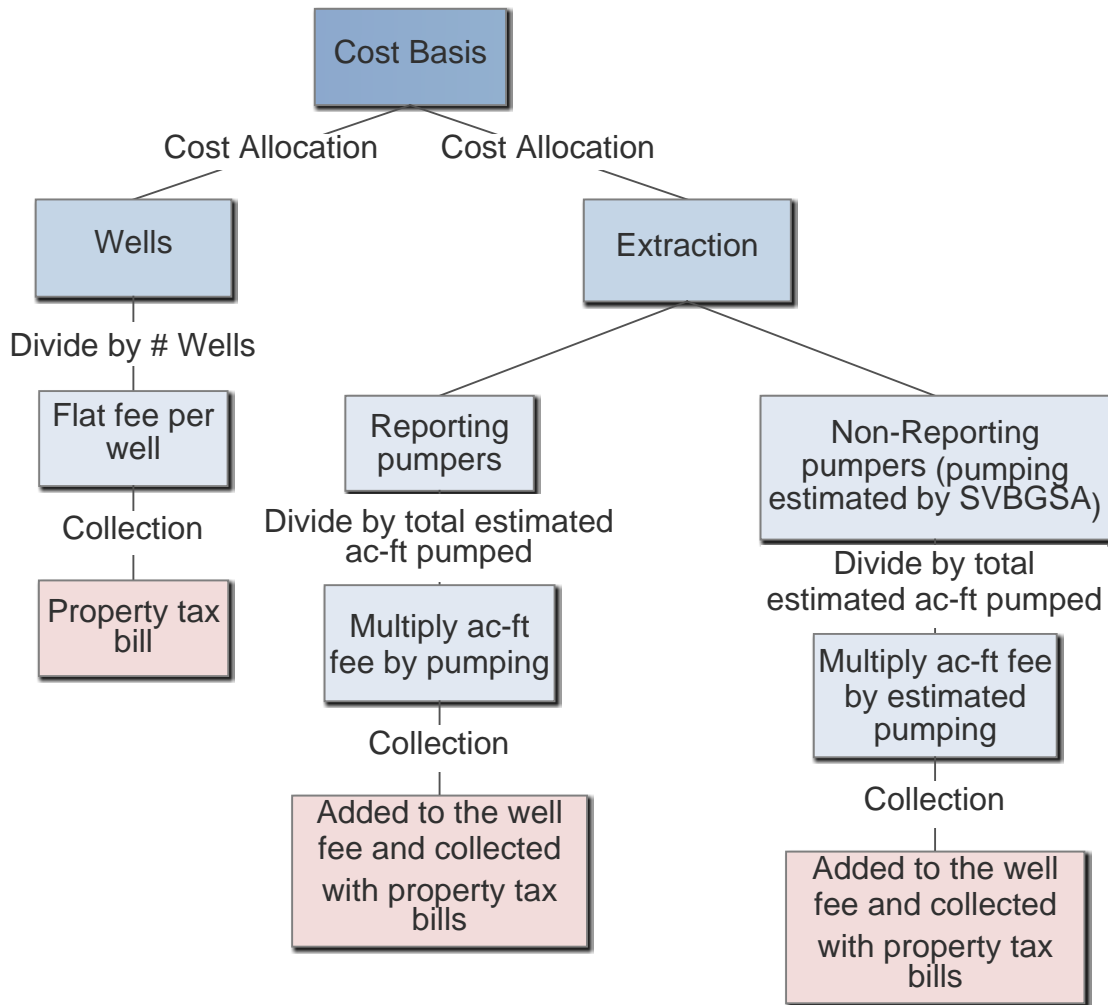 Cost Basis
Cost Allocation
Cost Allocation
Wells
Extraction
Divide by # Wells
Flat fee per
well
Collection
Property tax
bill
Reporting
pumpers
Divide by total estimated
ac-ft pumped
Multiply ac-ft
fee by pumping
Collection
Added to the well
fee and collected
with property tax
bills
Non-Reporting
pumpers (pumping
estimated by SVBGSA)
Divide by total
estimated ac-ft pumped
Multiply ac-ft fee
by estimated
pumping
Collection
Added to the well
fee and collected
with property tax
bills